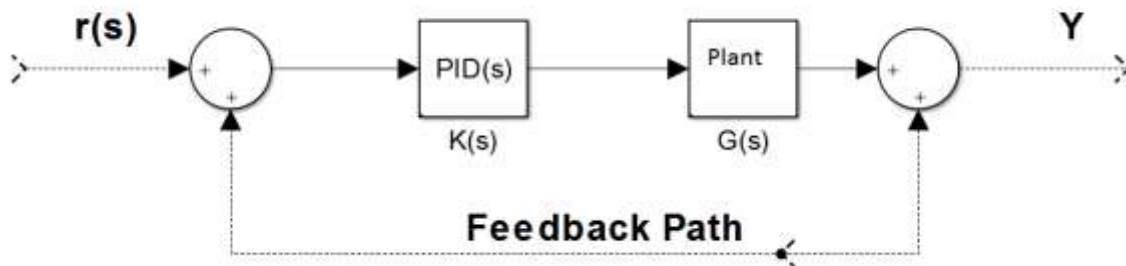 r(s)
Y
+
PID(s)
Plant
+
+
+
K(s)
G(s)
Feedback Path